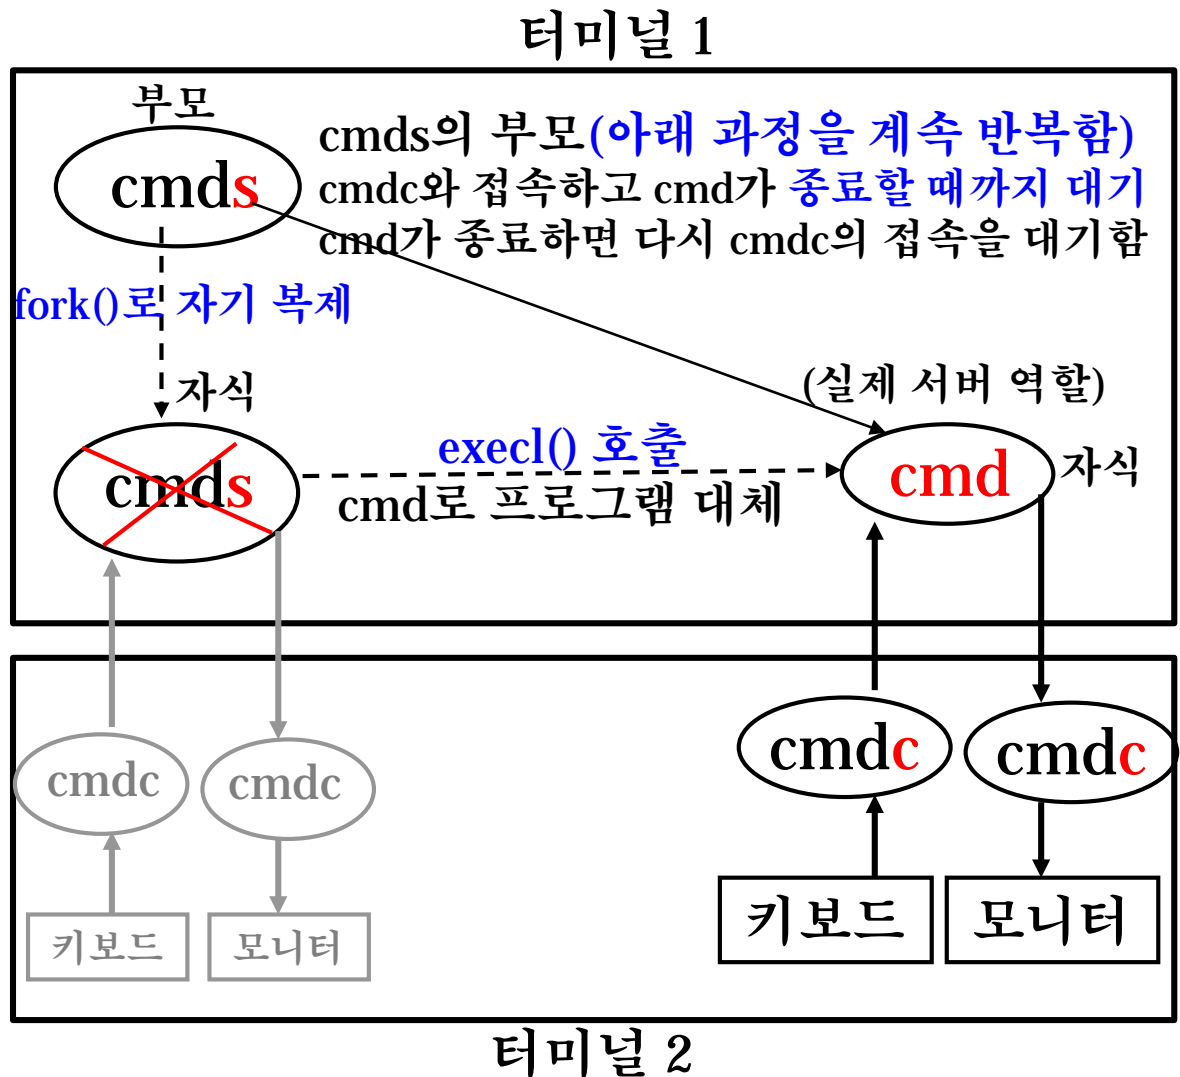 터미널 1
부모
cmds
cmds의 부모(아래 과정을 계속 반복함)
cmdc와 접속하고 cmd가 종료할 때까지 대기
cmd가 종료하면 다시 cmdc의 접속을 대기함
fork()로 자기 복제
자식
(실제 서버 역할)
cmds
execl() 호출
cmd로 프로그램 대체
cmd
자식
cmdc
cmdc
cmdc
cmdc
키보드
모니터
키보드
모니터
터미널 2